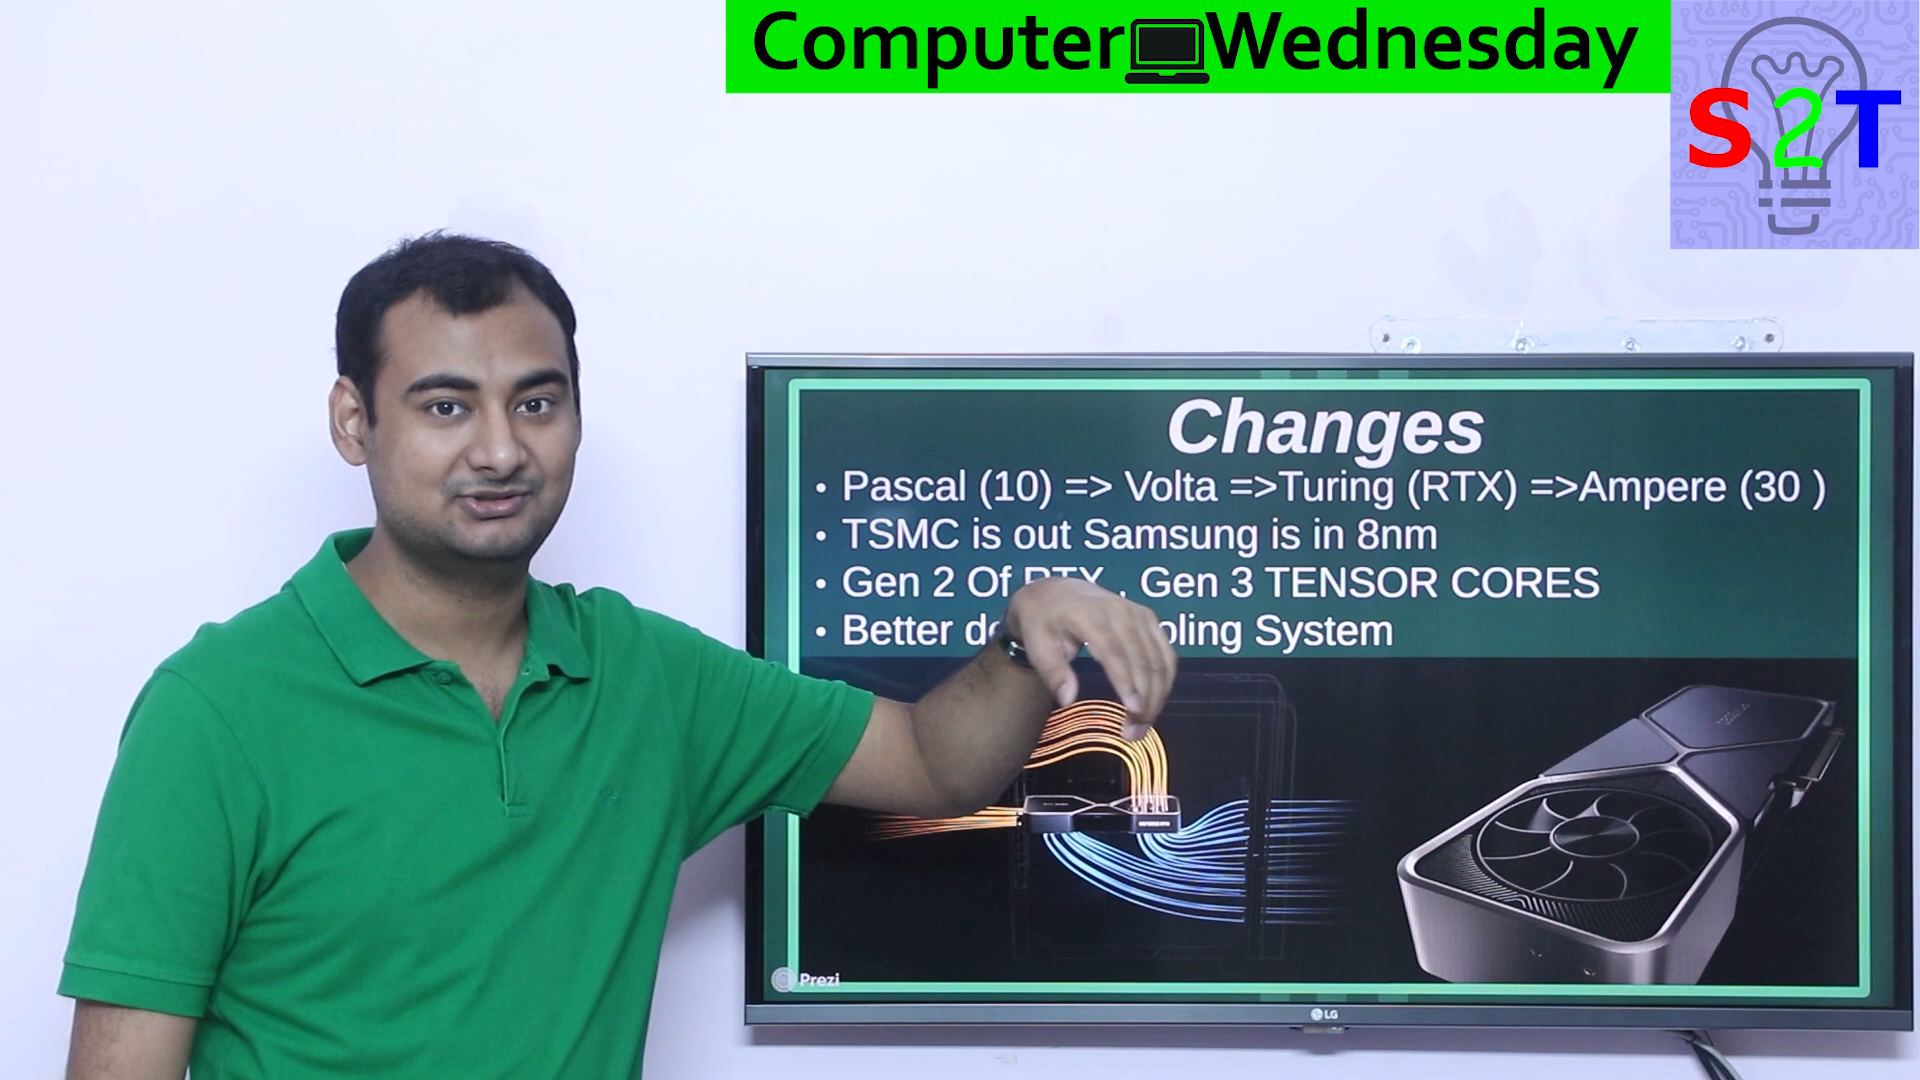 Computer Wednesday
S2T
Changes
• Pascal (10) => Volta =>Turing (RTX) =>Ampere (30 )
• TSMC is out Samsung is in 8nm
• Gen 2 Of RTX , Gen 3 TENSOR CORES
• Better System
Prezi
LG